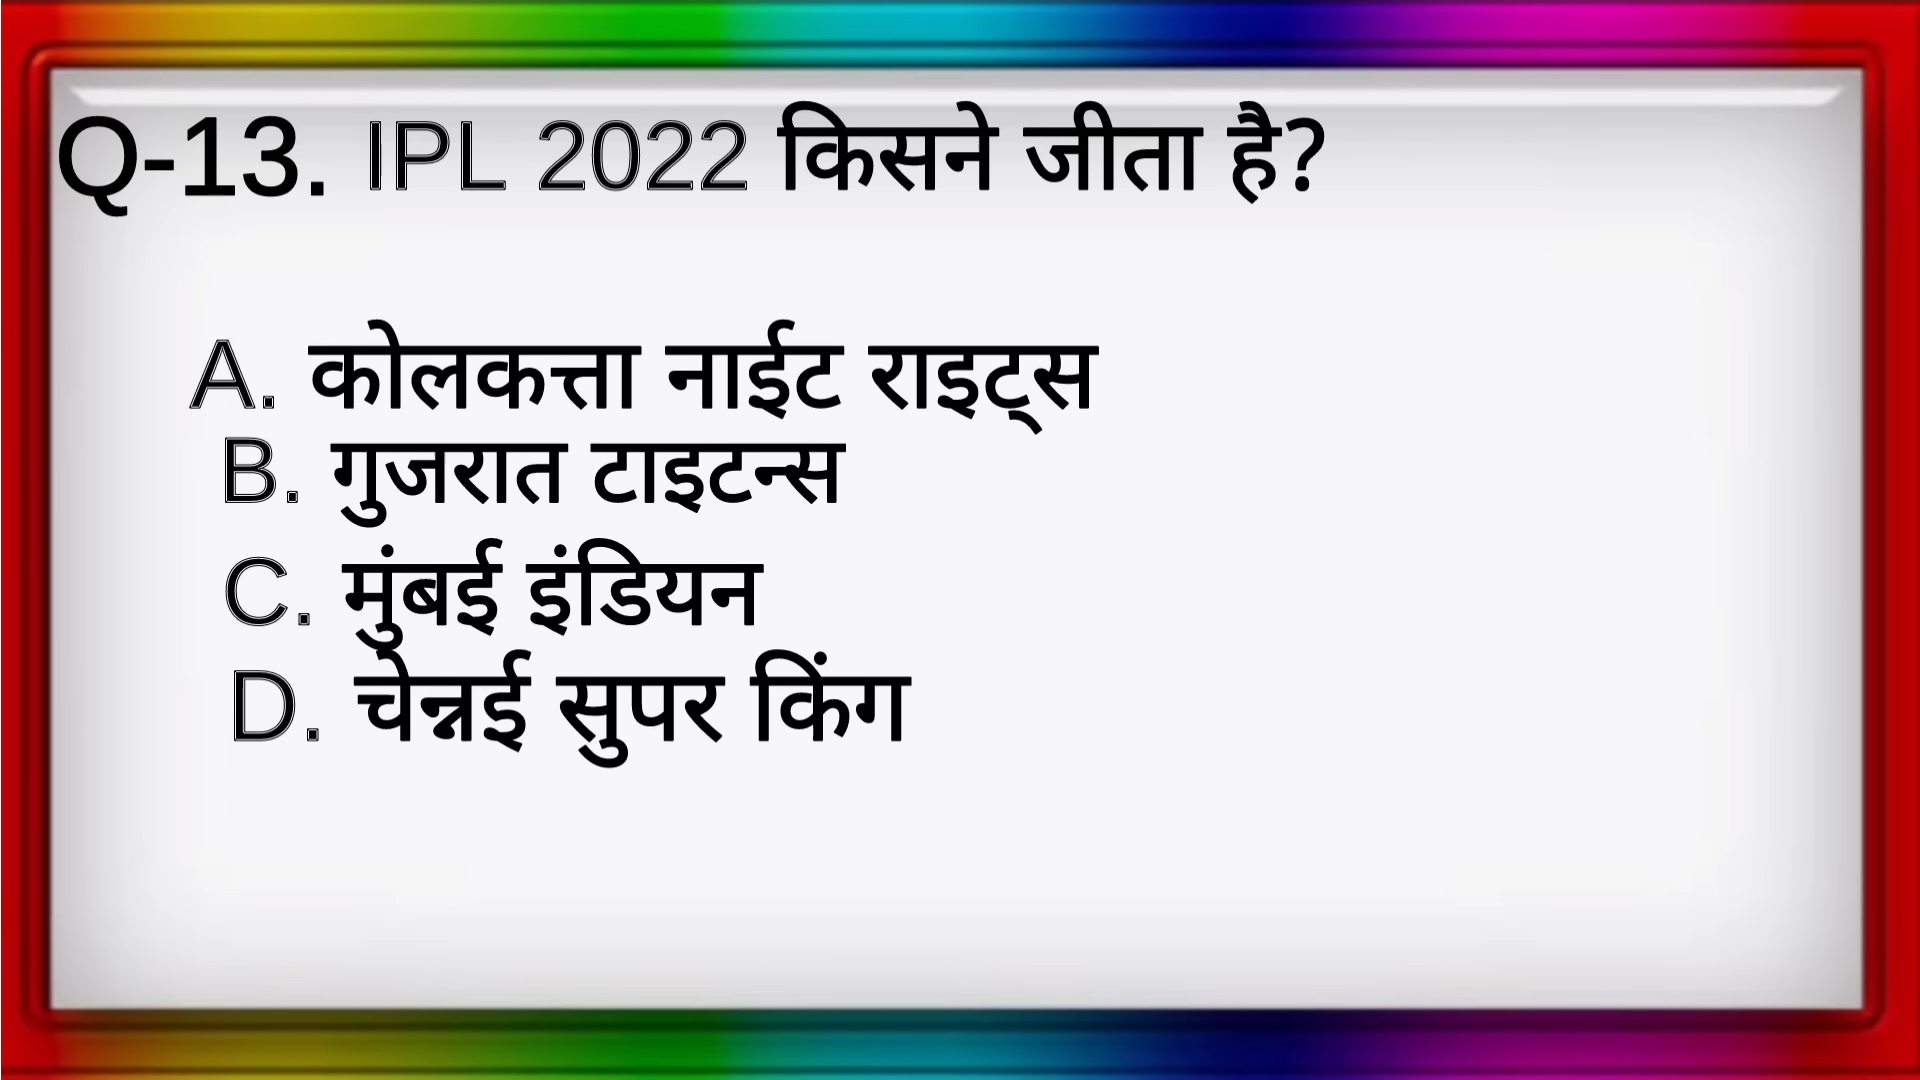 Q-13. IPL 2022 किसने जीता है?
A. कोलकत्ता नाईट राइट्स
B. गुजरात टाइटन्स
C. मुंबई इंडियन
D. चेन्नई सुपर किंग